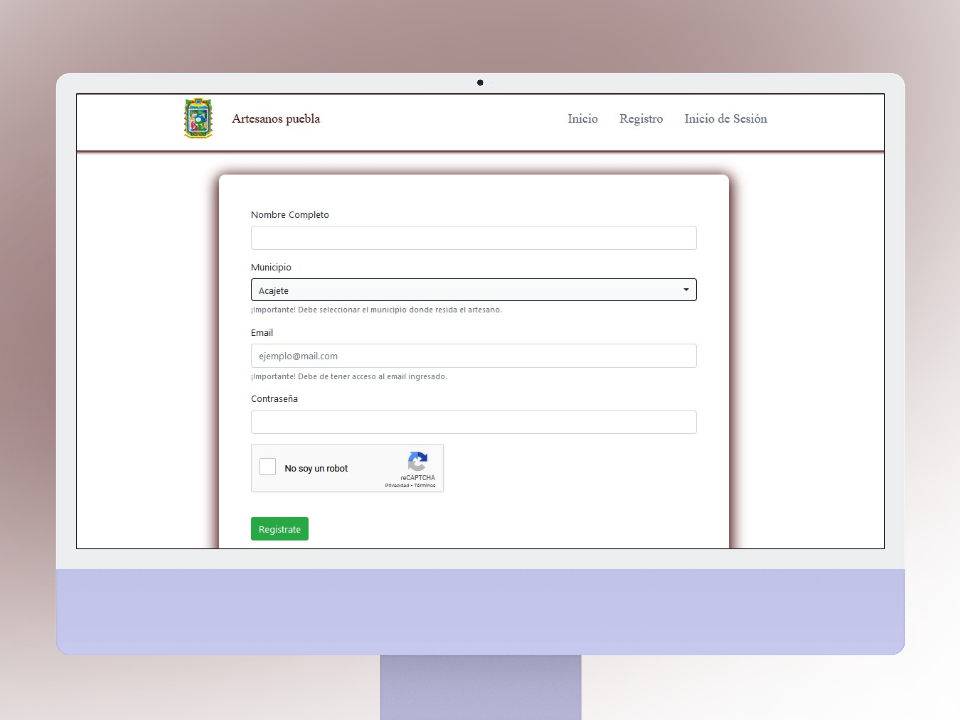 Artesanos puebla
Inicio
Registro
Inicio de Sesión
Nombre Completo
Municipio
Acajete
¡Importante! Debe seleccionar el municipio donde resida el artesano.
Email
ejemplo@mail.com
¡Importante! Debe de tener acceso al email ingresado.
Contraseña
No soy un robot
reCAPTCHA
Privacidad • Términos
Registrate